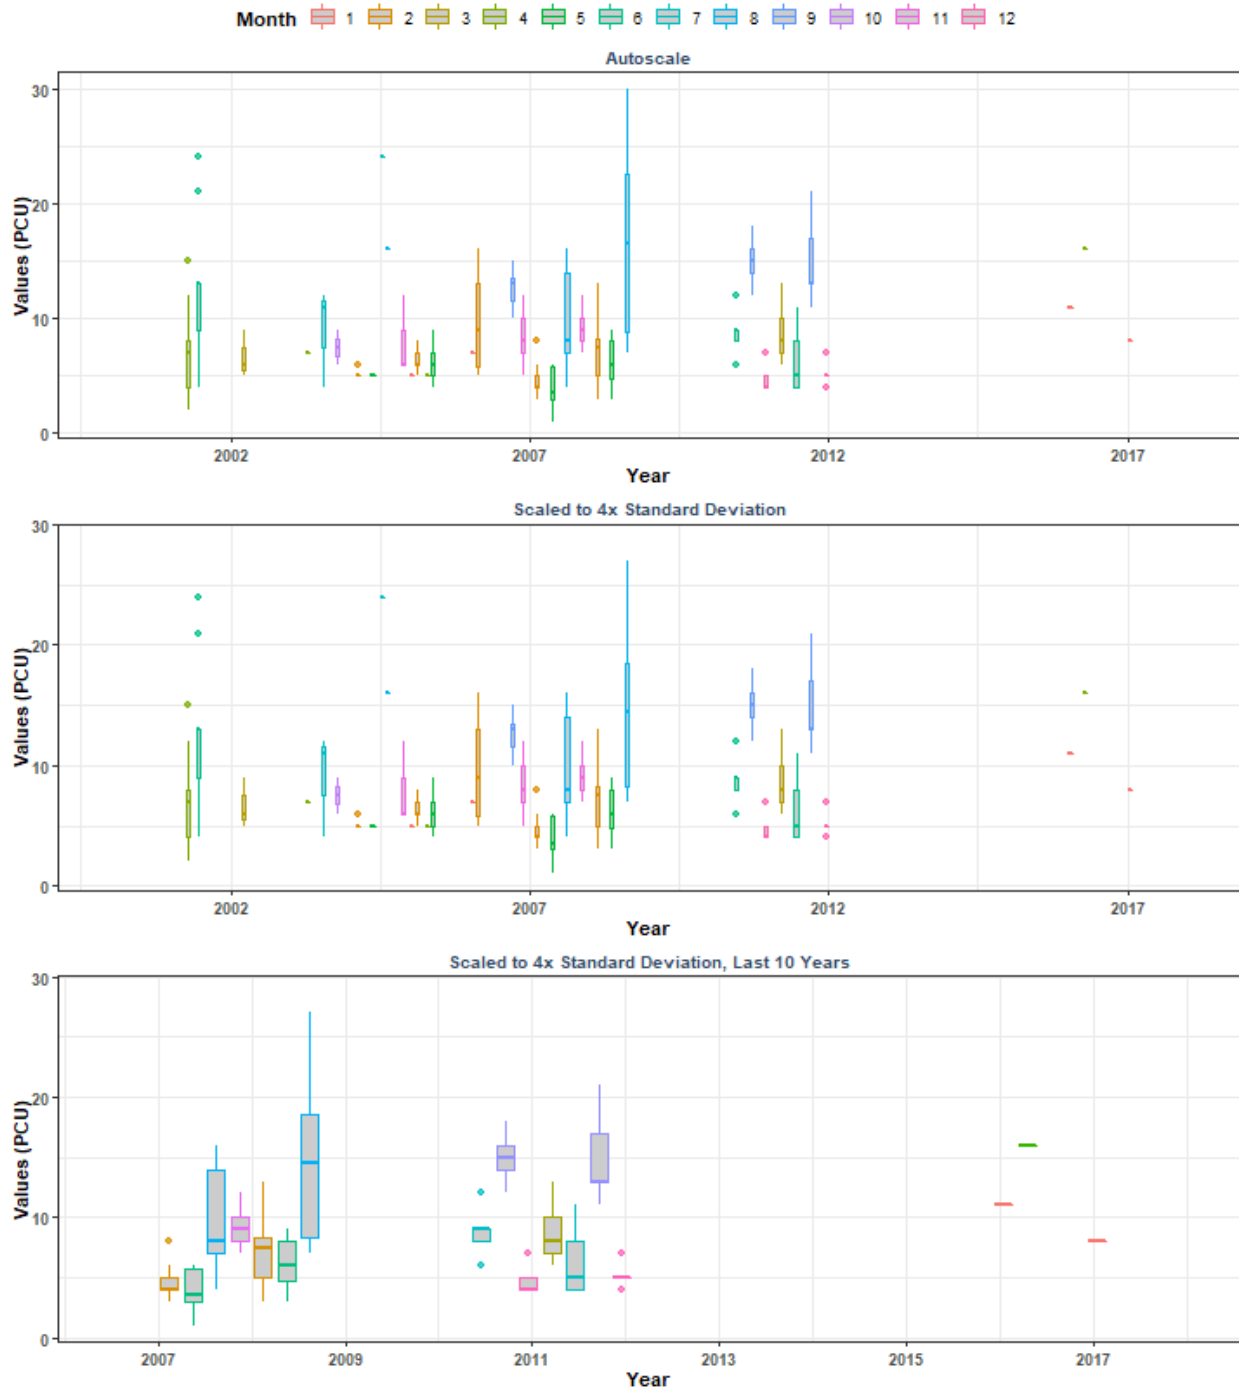 Month 1 2 3 4 5 6 7 8 9 10 11 12
Autoscale
Values (PCU)
30
20
10
0
2002 2007 2012 2017
Year
Scaled to 4x Standard Deviation
Values (PCU)
30
20
10
0
2002 2007 2012 2017
Year
Scaled to 4x Standard Deviation, Last 10 Years
Values (PCU)
30
20
10
0
2007 2009 2011 2013 2015 2017
Year